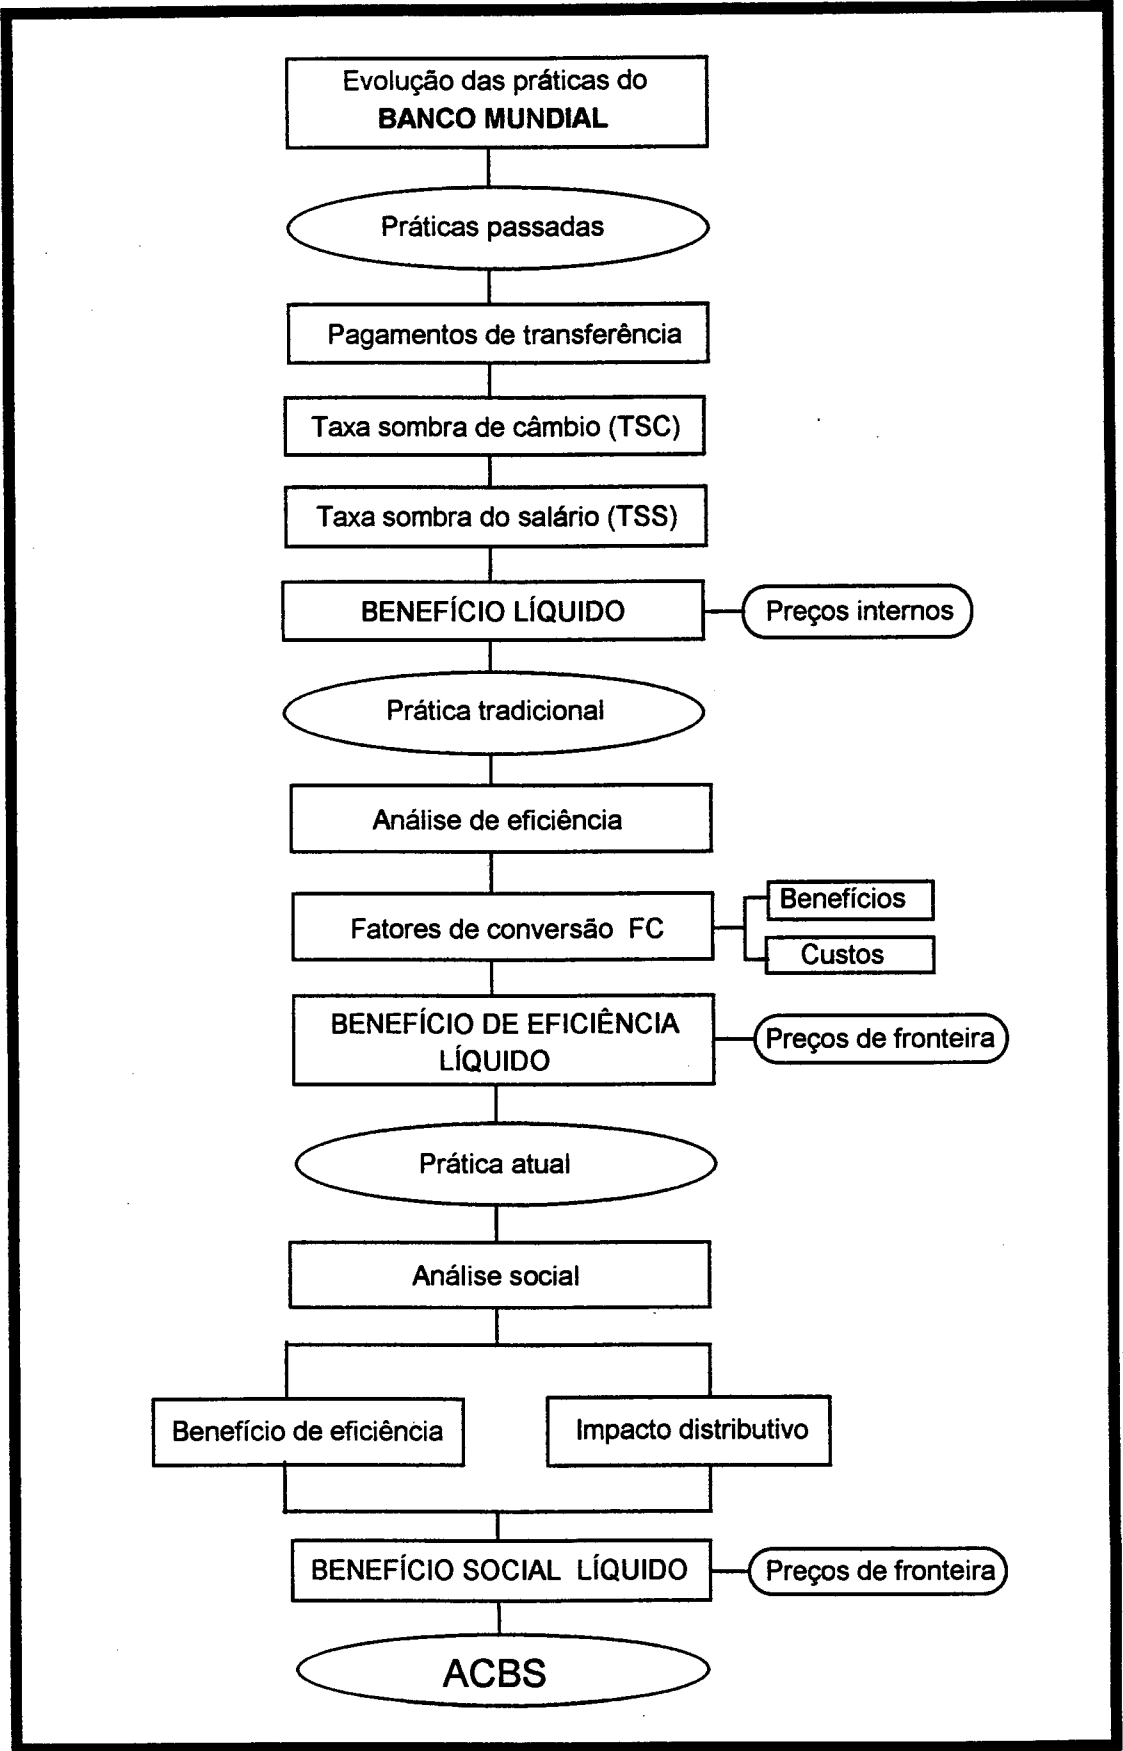 Evolução das práticas do
BANCO MUNDIAL
Práticas passadas
Pagamentos de transferência
Taxa sombra de câmbio (TSC)
Taxa sombra do salário (TSS)
BENEFÍCIO LÍQUIDO
Preços internos
Prática tradicional
Análise de eficiência
Fatores de conversão FC
Benefícios
Custos
BENEFÍCIO DE EFICIÊNCIA
LÍQUIDO
Preços de fronteira
Prática atual
Análise social
Benefício de eficiência
Impacto distributivo
BENEFÍCIO SOCIAL LÍQUIDO
Preços de fronteira
ACBS